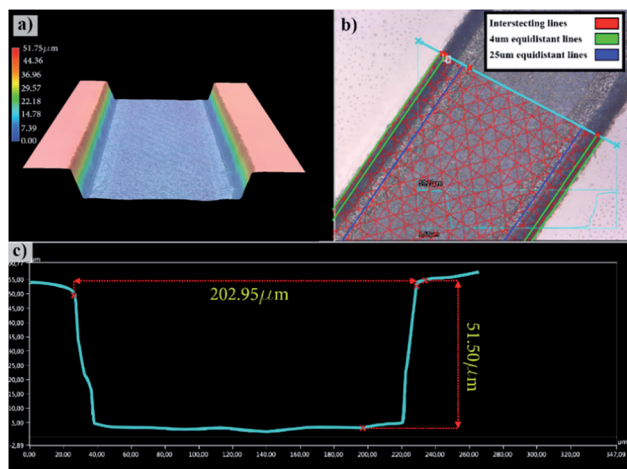 a)
51.75μm
44.36
36.96
29.57
22.18
14.78
7.39
0.00
b)
Interstecting lines
4um equidistant lines
25um equidistant lines
c)
μm
55,00
50,00
45,00
40,00
35,00
30,00
25,00
20,00
15,00
10,00
5,00
-2,89
202.95μm
51.50μm
0,00 20,00 40,00 60,00 80,00 100,00 120,00 140,00 160,00 180,00 200,00 220,00 240,00 260,00 280,00 300,00 320,00 347,09
μm